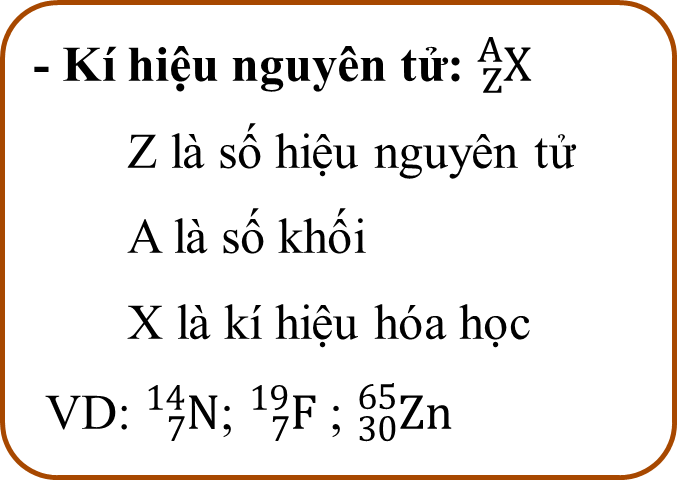 - Kí hiệu nguyên tử: ᴬ_ZX
Z là số hiệu nguyên tử
A là số khối
X là kí hiệu hóa học
VD: ¹⁴₇N; ¹⁹₇F ; ⁶⁵₃₀Zn